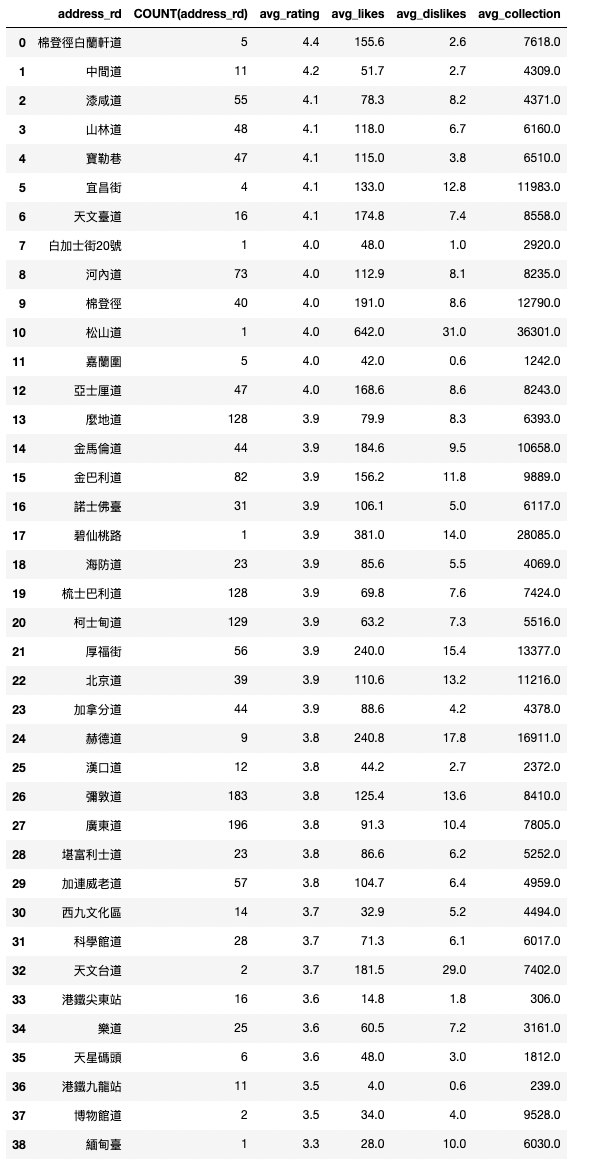 address_rd COUNT(address_rd) avg_rating avg_likes avg_dislikes avg_collection
0 棉登徑白蘭軒道 5 4.4 155.6 2.6 7618.0
1 中間道 11 4.2 51.7 2.7 4309.0
2 漆咸道 55 4.1 78.3 8.2 4371.0
3 山林道 48 4.1 118.0 6.7 6160.0
4 寶勒巷 47 4.1 115.0 3.8 6510.0
5 宜昌街 4 4.1 133.0 12.8 11983.0
6 天文臺道 16 4.1 174.8 7.4 8558.0
7 白加士街20號 1 4.0 48.0 1.0 2920.0
8 河內道 73 4.0 112.9 8.1 8235.0
9 棉登徑 40 4.0 191.0 8.6 12790.0
10 松山道 1 4.0 642.0 31.0 36301.0
11 嘉蘭圍 5 4.0 42.0 0.6 1242.0
12 亞士厘道 47 4.0 168.6 8.6 8243.0
13 麼地道 128 3.9 79.9 8.3 6393.0
14 金馬倫道 44 3.9 184.6 9.5 10658.0
15 金巴利道 82 3.9 156.2 11.8 9889.0
16 諾士佛臺 31 3.9 106.1 5.0 6117.0
17 碧仙桃路 1 3.9 381.0 14.0 28085.0
18 海防道 23 3.9 85.6 5.5 4069.0
19 梳士巴利道 128 3.9 69.8 7.6 7424.0
20 柯士甸道 129 3.9 63.2 7.3 5516.0
21 厚福街 56 3.9 240.0 15.4 13377.0
22 北京道 39 3.9 110.6 13.2 11216.0
23 加拿分道 44 3.9 88.6 4.2 4378.0
24 赫德道 9 3.8 240.8 17.8 16911.0
25 漢口道 12 3.8 44.2 2.7 2372.0
26 彌敦道 183 3.8 125.4 13.6 8410.0
27 廣東道 196 3.8 91.3 10.4 7805.0
28 堪富利士道 23 3.8 86.6 6.2 5252.0
29 加連威老道 57 3.8 104.7 6.4 4959.0
30 西九文化區 14 3.7 32.9 5.2 4494.0
31 科學館道 28 3.7 71.3 6.1 6017.0
32 天文台道 2 3.7 181.5 29.0 7402.0
33 港鐵尖東站 16 3.6 14.8 1.8 306.0
34 樂道 25 3.6 60.5 7.2 3161.0
35 天星碼頭 6 3.6 48.0 3.0 1812.0
36 港鐵九龍站 11 3.5 4.0 0.6 239.0
37 博物館道 2 3.5 34.0 4.0 9528.0
38 緬甸臺 1 3.3 28.0 10.0 6030.0